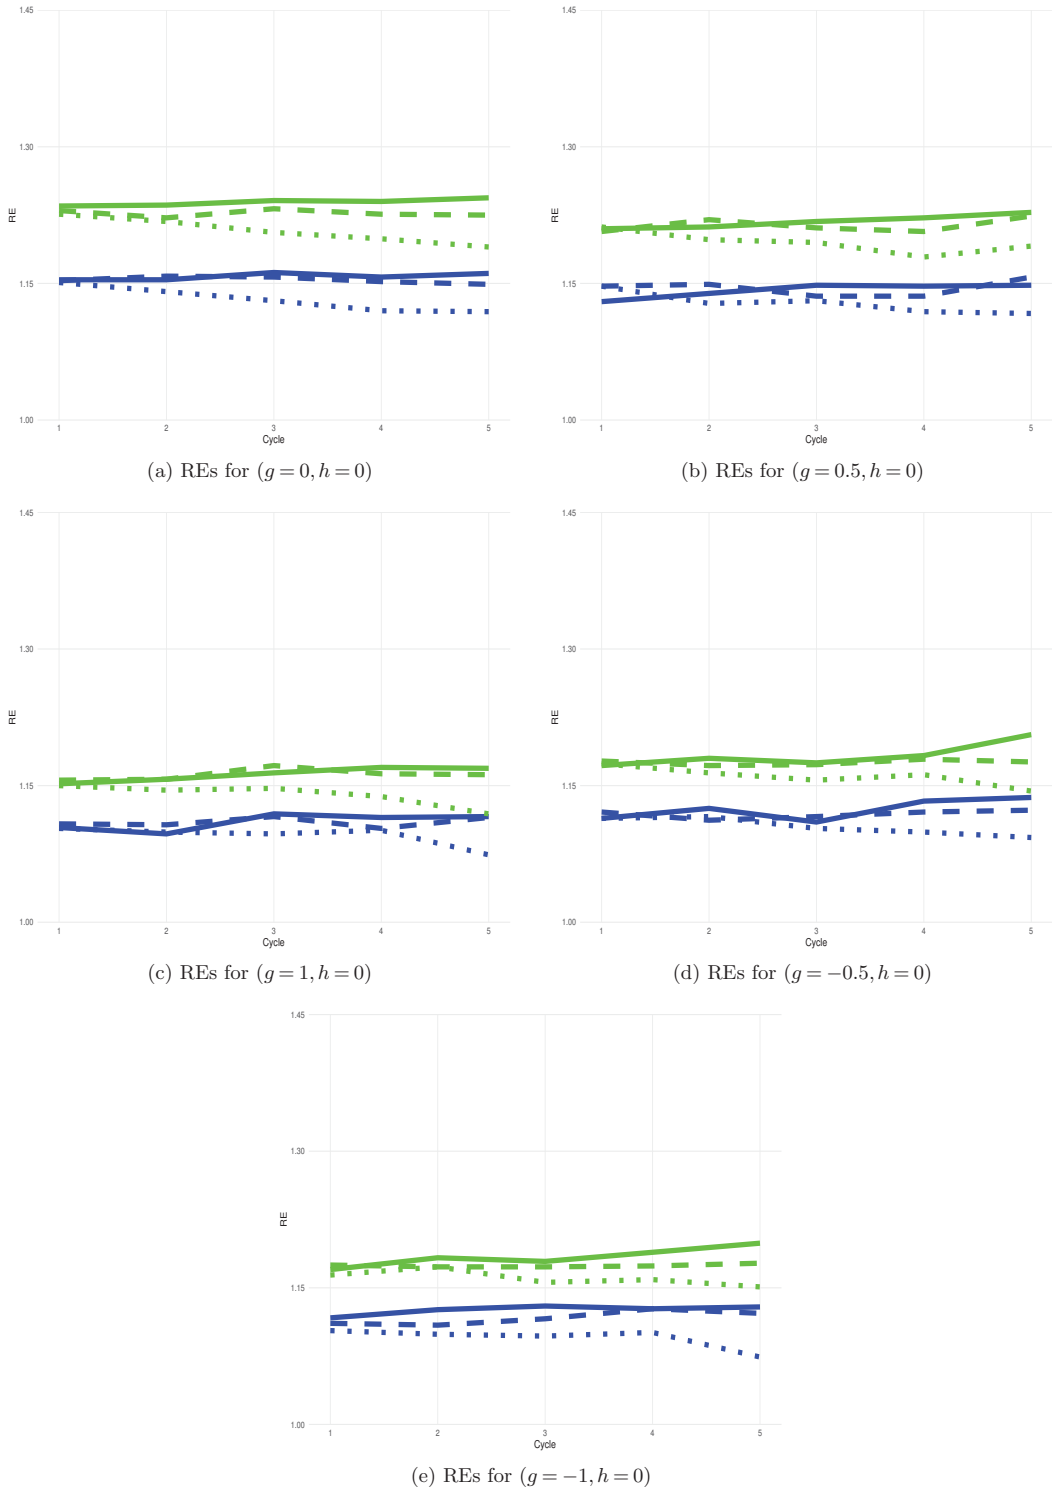 1.45
1.30
1.15
1.00
RE
1 2 3 4 5
Cycle
(a) REs for (g = 0, h = 0)
1.45
1.30
1.15
1.00
RE
1 2 3 4 5
Cycle
(b) REs for (g = 0.5, h = 0)
1.45
1.30
1.15
1.00
RE
1 2 3 4 5
Cycle
(c) REs for (g = 1, h = 0)
1.45
1.30
1.15
1.00
RE
1 2 3 4 5
Cycle
(d) REs for (g = −0.5, h = 0)
1.45
1.30
1.15
1.00
RE
1 2 3 4 5
Cycle
(e) REs for (g = −1, h = 0)